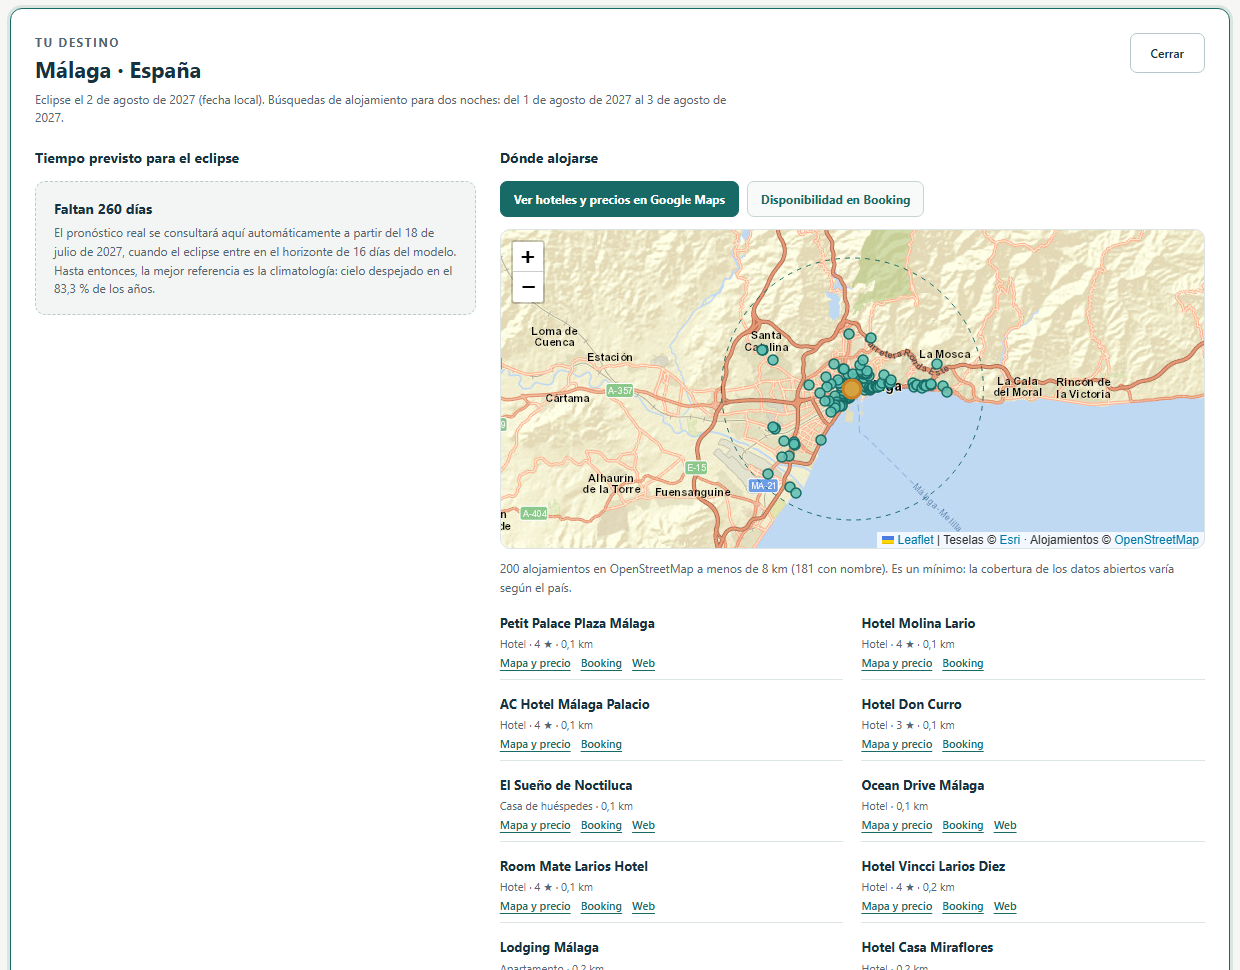 TU DESTINO
Málaga · España
Cerrar
Eclipse el 2 de agosto de 2027 (fecha local). Búsquedas de alojamiento para dos noches: del 1 de agosto de 2027 al 3 de agosto de
2027.
Tiempo previsto para el eclipse
Faltan 260 días
El pronóstico real se consultará aquí automáticamente a partir del 18 de
julio de 2027, cuando el eclipse entre en el horizonte de 16 días del modelo.
Hasta entonces, la mejor referencia es la climatología: cielo despejado en el
83,3 % de los años.
Dónde alojarse
Ver hoteles y precios en Google Maps
Disponibilidad en Booking
+
−
Loma de
Cuenca
Estación
Santa
Catalina
La Mosca
A-357
Cártama
La Cala
del Moral
Rincón de
la Victoria
E-15
MA-21
Alhaurín
de la Torre
Fuensanguine
A-404
Málaga-Melilla
Leaflet | Teselas © Esri · Alojamientos © OpenStreetMap
200 alojamientos en OpenStreetMap a menos de 8 km (181 con nombre). Es un mínimo: la cobertura de los datos abiertos varía
según el país.
Petit Palace Plaza Málaga
Hotel · 4 ★ · 0,1 km
Mapa y precio Booking Web
Hotel Molina Lario
Hotel · 4 ★ · 0,1 km
Mapa y precio Booking
AC Hotel Málaga Palacio
Hotel · 4 ★ · 0,1 km
Mapa y precio Booking
Hotel Don Curro
Hotel · 3 ★ · 0,1 km
Mapa y precio Booking
El Sueño de Noctiluca
Casa de huéspedes · 0,1 km
Mapa y precio Booking Web
Ocean Drive Málaga
Hotel · 0,1 km
Mapa y precio Booking Web
Room Mate Larios Hotel
Hotel · 4 ★ · 0,1 km
Mapa y precio Booking Web
Hotel Vincci Larios Diez
Hotel · 4 ★ · 0,2 km
Mapa y precio Booking Web
Lodging Málaga
Apartamento · 0,2 km
Hotel Casa Miraflores
Hotel · 0,2 km